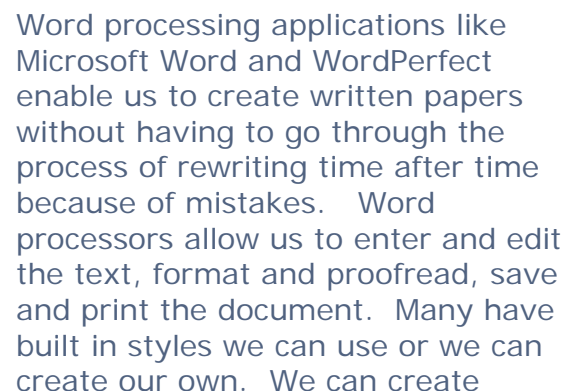 Word processing applications like
Microsoft Word and WordPerfect
enable us to create written papers
without having to go through the
process of rewriting time after time
because of mistakes.   Word
processors allow us to enter and edit
the text, format and proofread, save
and print the document.  Many have
built in styles we can use or we can
create our own.  We can create